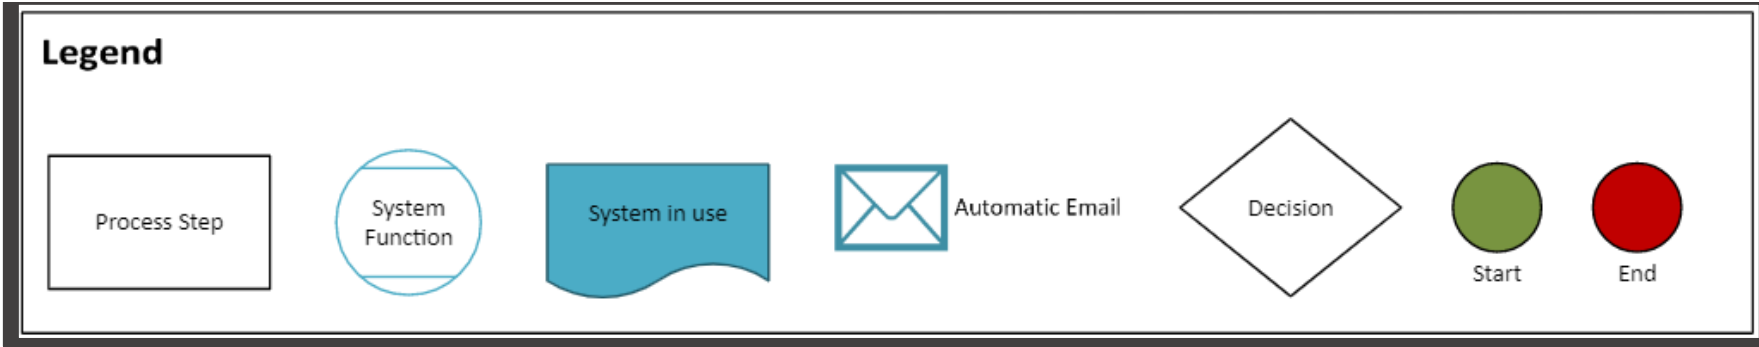 Legend
Process Step
System
Function
System in use
Automatic Email
Decision
Start
End